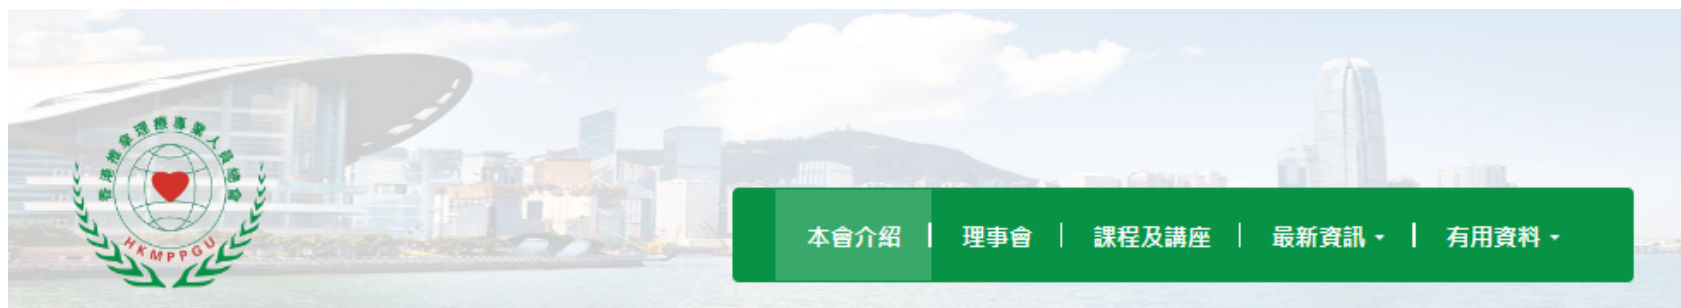 香港推拿理療專業人員總會
HKMPPGU
本會介紹
理事會
課程及講座
最新資訊
有用資料